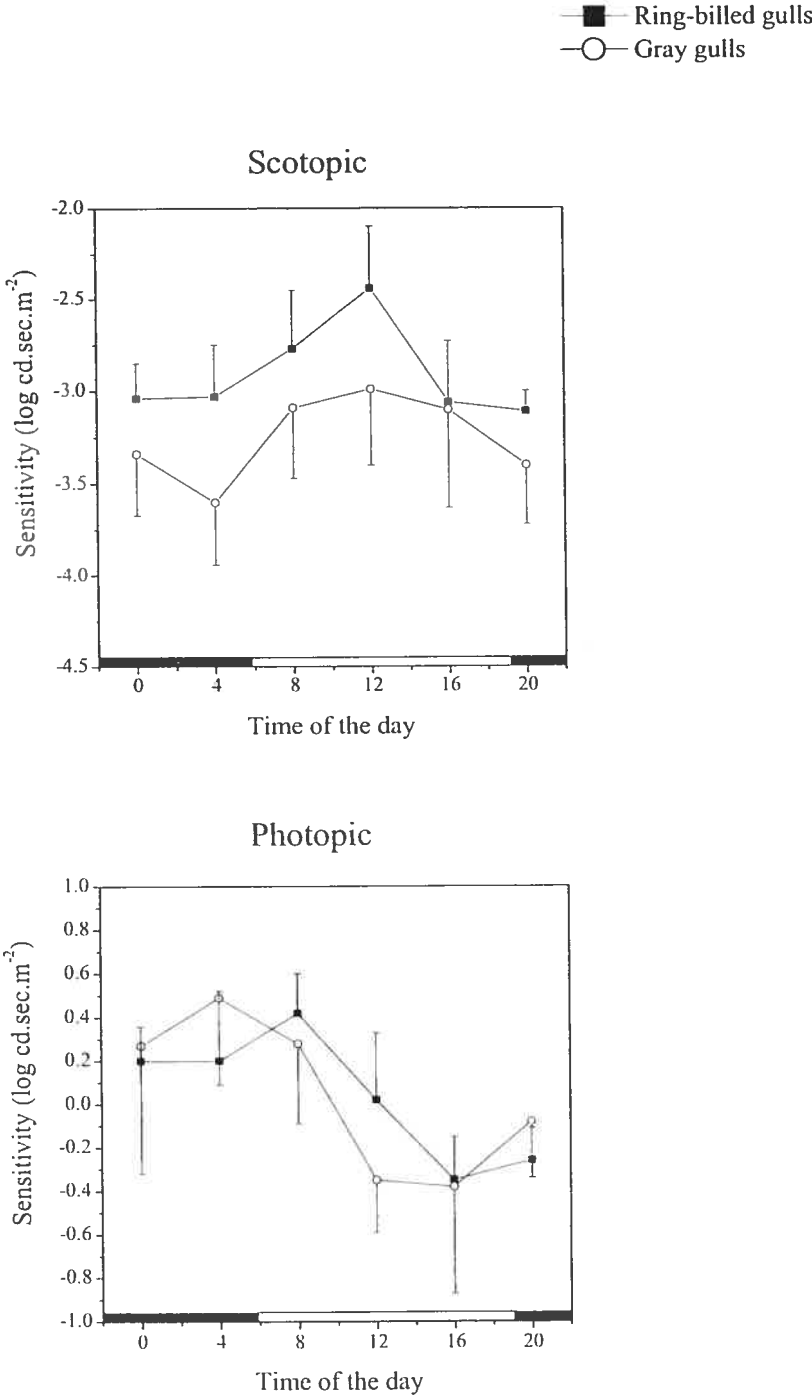 Ring-billed gulls
Gray gulls
Scotopic
Sensitivity (log cd.sec.m-2)
-2.0
-2.5
-3.0
-3.5
-4.0
-4.5
0 4 8 12 16 20
Time of the day
Photopic
Sensitivity (log cd.sec.m-2)
1.0
0.8
0.6
0.4
0.2
0.0
-0.2
-0.4
-0.6
-0.8
-1.0
0 4 8 12 16 20
Time of the day